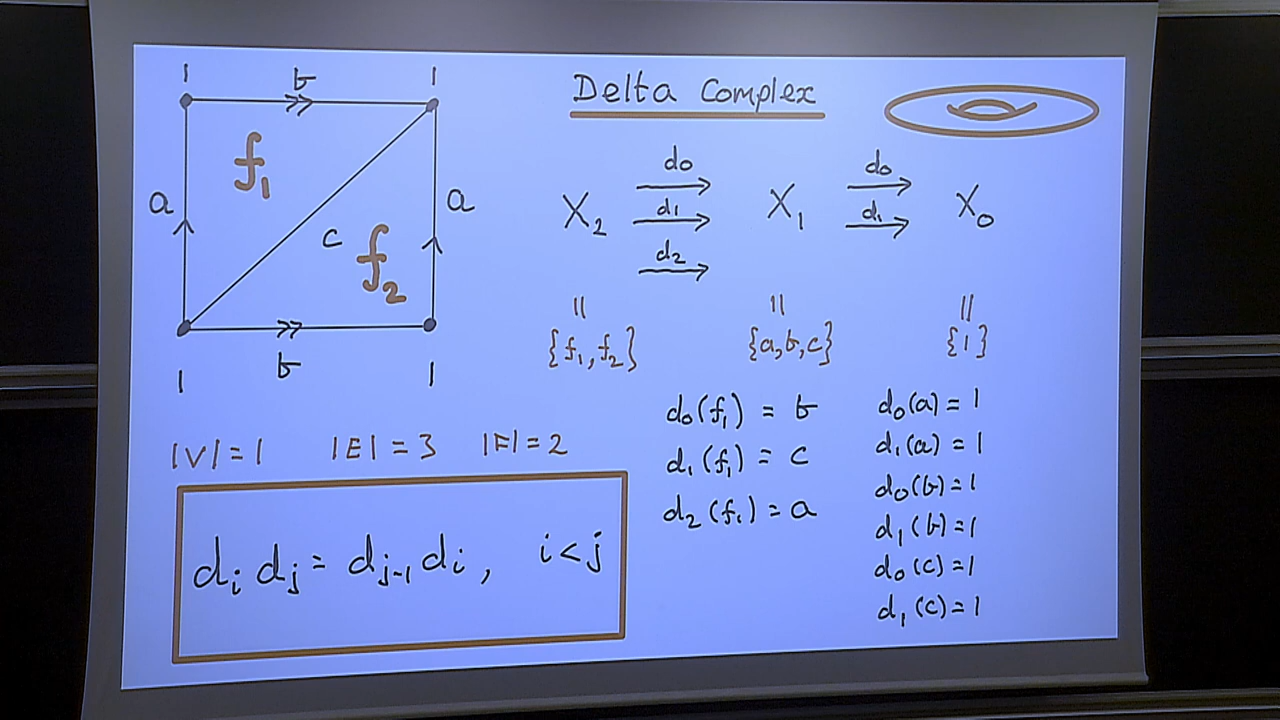 Delta Complex
1 b 1
a f₁ a
c f₂
1 b 1
d₀ d₀
X₂ d₁ X₁ d₁ X₀
d₂
|| || ||
{f₁,f₂} {a,b,c} {1}
|V| = 1 |E| = 3 |F| = 2
dᵢ dⱼ = dⱼ₋₁ dᵢ , i < j
d₀(f₁) = b
d₁(f₁) = c
d₂(f₁) = a
d₀(a) = 1
d₁(a) = 1
d₀(b) = 1
d₁(b) = 1
d₀(c) = 1
d₁(c) = 1